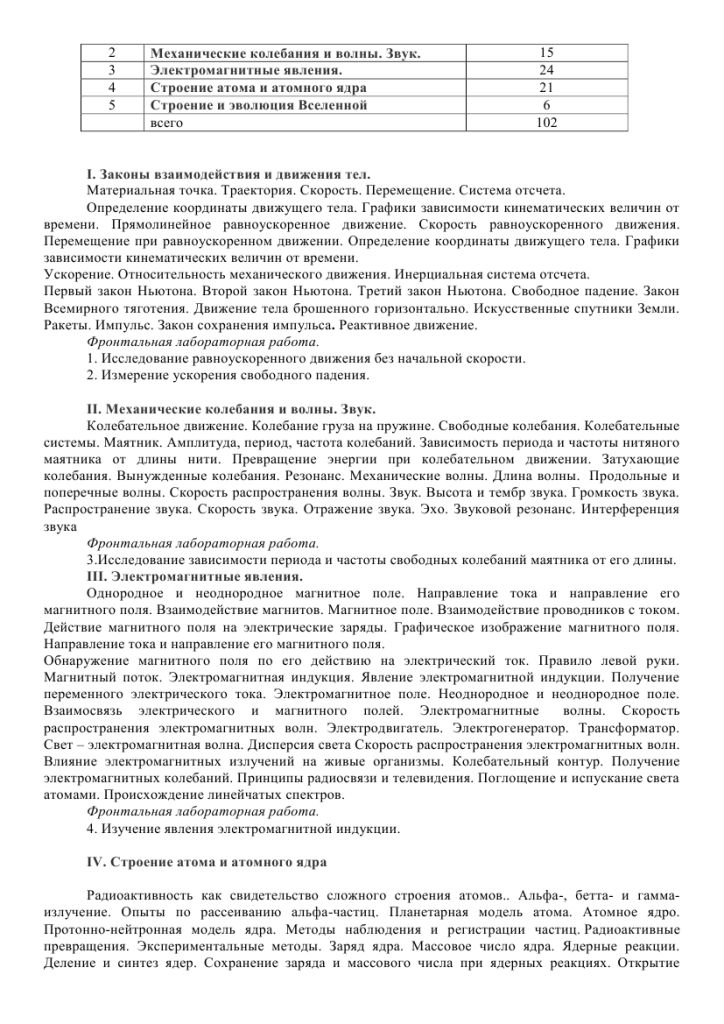 2 Механические колебания и волны. Звук. 15
3 Электромагнитные явления. 24
4 Строение атома и атомного ядра 21
5 Строение и эволюция Вселенной 6
всего 102
I. Законы взаимодействия и движения тел.
Материальная точка. Траектория. Скорость. Перемещение. Система отсчета.
Определение координаты движущего тела. Графики зависимости кинематических величин от
времени. Прямолинейное равноускоренное движение. Скорость равноускоренного движения.
Перемещение при равноускоренном движении. Определение координаты движущего тела. Графики
зависимости кинематических величин от времени.
Ускорение. Относительность механического движения. Инерциальная система отсчета.
Первый закон Ньютона. Второй закон Ньютона. Третий закон Ньютона. Свободное падение. Закон
Всемирного тяготения. Движение тела брошенного горизонтально. Искусственные спутники Земли.
Ракеты. Импульс. Закон сохранения импульса. Реактивное движение.
Фронтальная лабораторная работа.
1. Исследование равноускоренного движения без начальной скорости.
2. Измерение ускорения свободного падения.
II. Механические колебания и волны. Звук.
Колебательное движение. Колебание груза на пружине. Свободные колебания. Колебательные
системы. Маятник. Амплитуда, период, частота колебаний. Зависимость периода и частоты нитяного
маятника от длины нити. Превращение энергии при колебательном движении. Затухающие
колебания. Вынужденные колебания. Резонанс. Механические волны. Длина волны. Продольные и
поперечные волны. Скорость распространения волны. Звук. Высота и тембр звука. Громкость звука.
Распространение звука. Скорость звука. Отражение звука. Эхо. Звуковой резонанс. Интерференция
звука
Фронтальная лабораторная работа.
3.Исследование зависимости периода и частоты свободных колебаний маятника от его длины.
III. Электромагнитные явления.
Однородное и неоднородное магнитное поле. Направление тока и направление его
магнитного поля. Взаимодействие магнитов. Магнитное поле. Взаимодействие проводников с током.
Действие магнитного поля на электрические заряды. Графическое изображение магнитного поля.
Направление тока и направление его магнитного поля.
Обнаружение магнитного поля по его действию на электрический ток. Правило левой руки.
Магнитный поток. Электромагнитная индукция. Явление электромагнитной индукции. Получение
переменного электрического тока. Электромагнитное поле. Неоднородное и неоднородное поле.
Взаимосвязь электрического и магнитного полей. Электромагнитные волны. Скорость
распространения электромагнитных волн. Электродвигатель. Электрогенератор. Трансформатор.
Свет – электромагнитная волна. Дисперсия света Скорость распространения электромагнитных волн.
Влияние электромагнитных излучений на живые организмы. Колебательный контур. Получение
электромагнитных колебаний. Принципы радиосвязи и телевидения. Поглощение и испускание света
атомами. Происхождение линейчатых спектров.
Фронтальная лабораторная работа.
4. Изучение явления электромагнитной индукции.
IV. Строение атома и атомного ядра
Радиоактивность как свидетельство сложного строения атомов.. Альфа-, бетта- и гамма-
излучение. Опыты по рассеиванию альфа-частиц. Планетарная модель атома. Атомное ядро.
Протонно-нейтронная модель ядра. Методы наблюдения и регистрации частиц. Радиоактивные
превращения. Экспериментальные методы. Заряд ядра. Массовое число ядра. Ядерные реакции.
Деление и синтез ядер. Сохранение заряда и массового числа при ядерных реакциях. Открытие